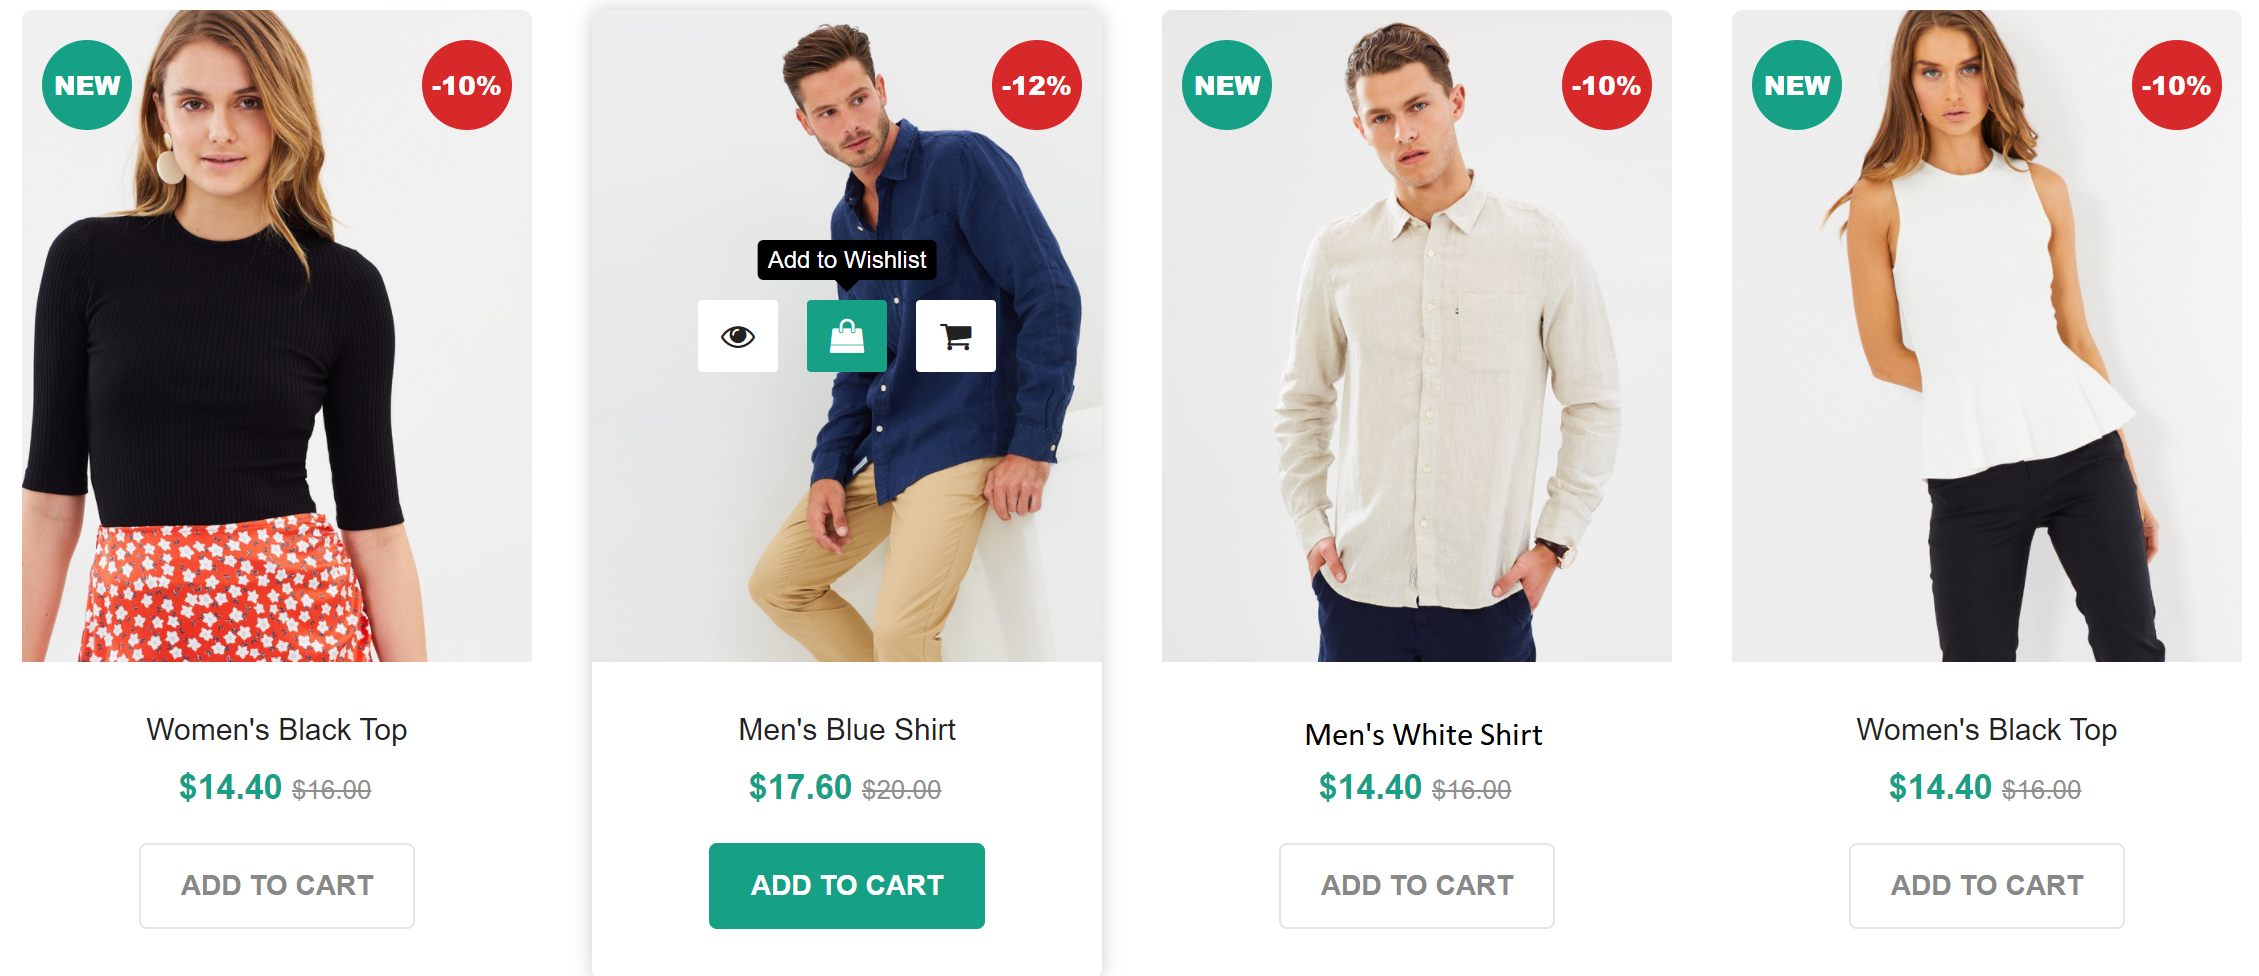 NEW
-10%
-12%
NEW
-10%
NEW
-10%
Add to Wishlist
Women's Black Top
$14.40 $16.00
ADD TO CART
Men's Blue Shirt
$17.60 $20.00
ADD TO CART
Men's White Shirt
$14.40 $16.00
ADD TO CART
Women's Black Top
$14.40 $16.00
ADD TO CART